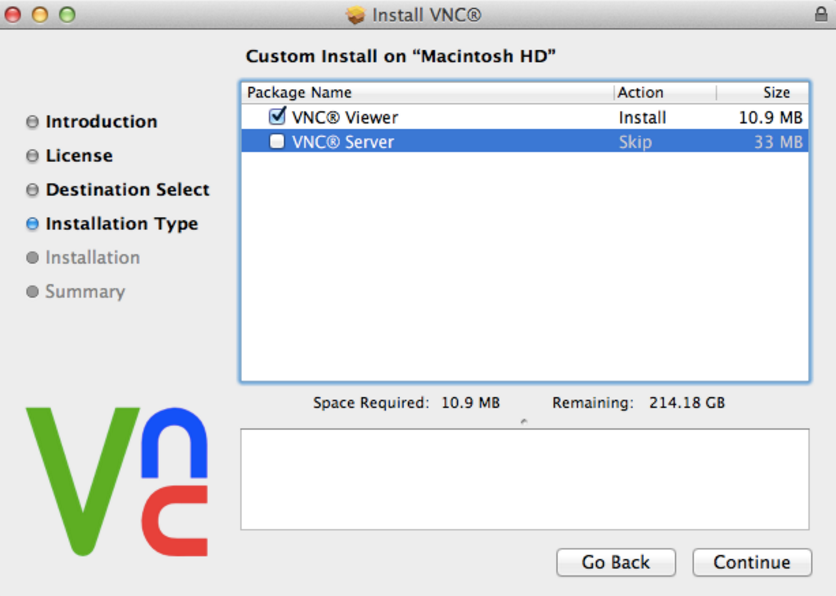 Install VNC®
Custom Install on “Macintosh HD”
Package Name Action Size
VNC® Viewer Install 10.9 MB
VNC® Server Skip 33 MB
Introduction
License
Destination Select
Installation Type
Installation
Summary
Space Required: 10.9 MB Remaining: 214.18 GB
Vnc
Go Back Continue